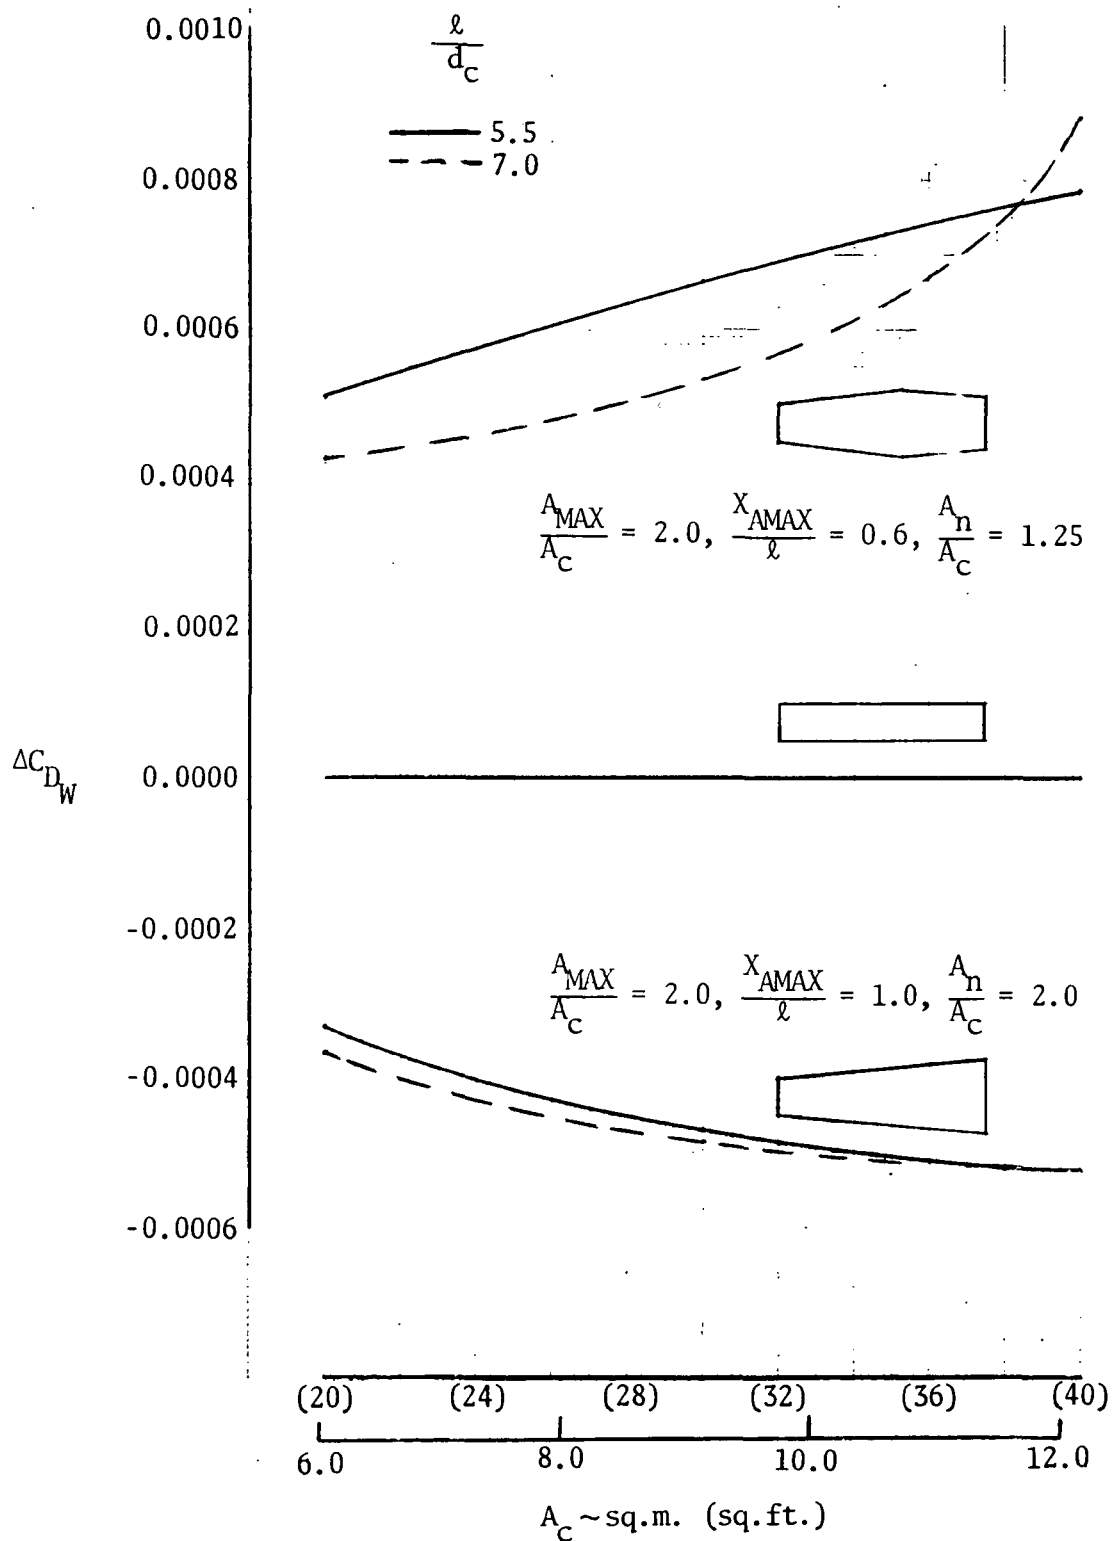 0.0010
ℓ
d_c
5.5
7.0
0.0008
0.0006
0.0004
A_MAX/A_c = 2.0, X_AMAX/ℓ = 0.6, A_n/A_c = 1.25
0.0002
ΔC_D_W
0.0000
-0.0002
A_MAX/A_c = 2.0, X_AMAX/ℓ = 1.0, A_n/A_c = 2.0
-0.0004
-0.0006
(20) (24) (28) (32) (36) (40)
6.0 8.0 10.0 12.0
A_c ~ sq.m. (sq.ft.)